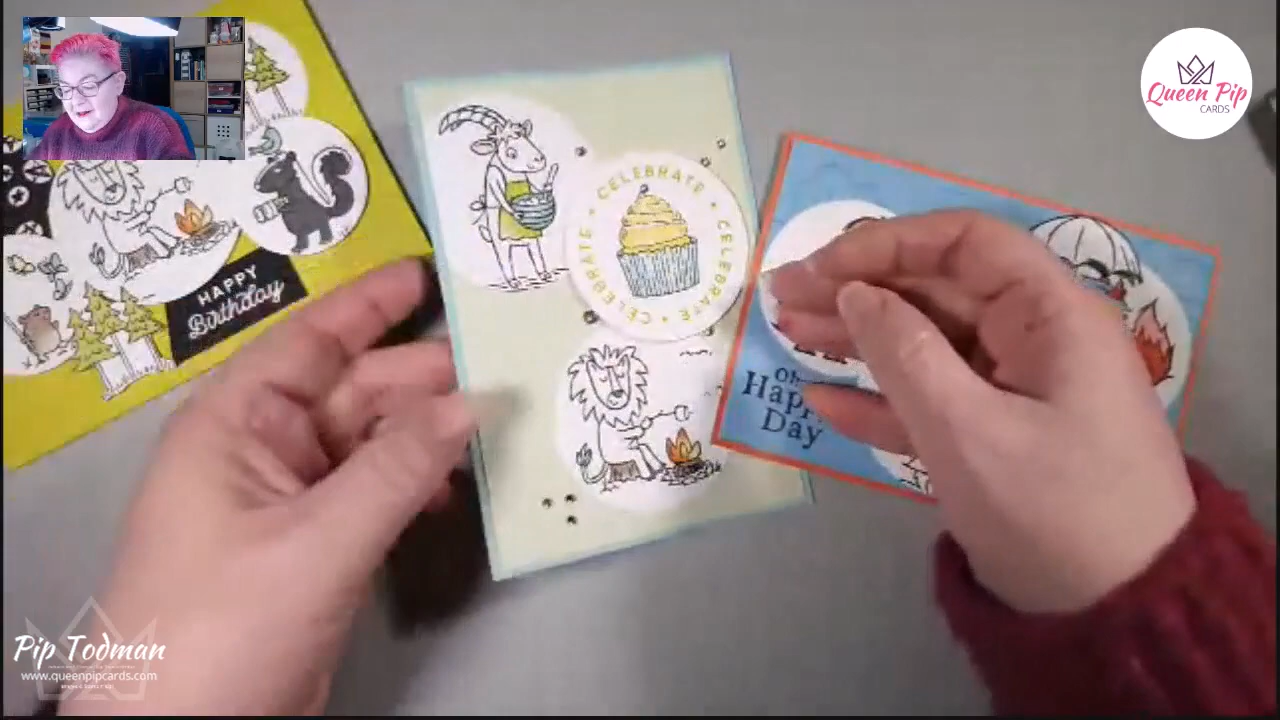 Queen Pip
CARDS
HAPPY
Birthday
CELEBRATE • CELEBRATE • CELEBRATE •
Oh
Happy
Day
Pip Todman
www.queenpipcards.com